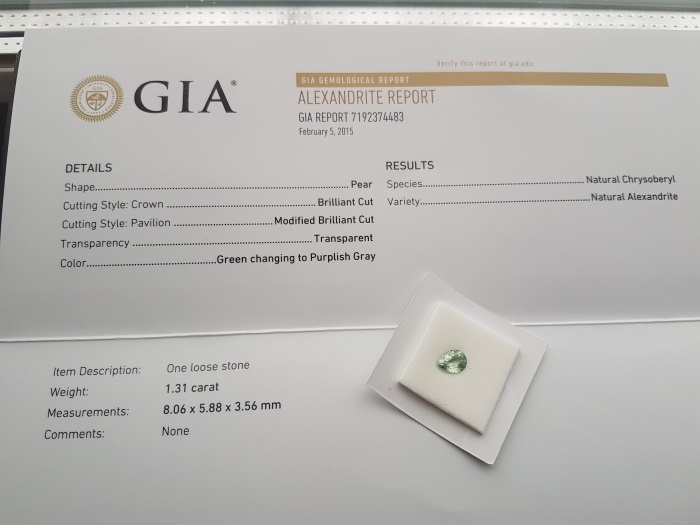 Verify this report at gia.edu
GIA®
GIA GEMOLOGICAL REPORT
ALEXANDRITE REPORT
GIA REPORT 7192374483
February 5, 2015
DETAILS
Shape.................................................................. Pear
Cutting Style: Crown ....................................... Brilliant Cut
Cutting Style: Pavilion ......................... Modified Brilliant Cut
Transparency .............................................. Transparent
Color.................................Green changing to Purplish Gray
RESULTS
Species......................................... Natural Chrysoberyl
Variety...........................................Natural Alexandrite
Item Description: One loose stone
Weight: 1.31 carat
Measurements: 8.06 x 5.88 x 3.56 mm
Comments: None